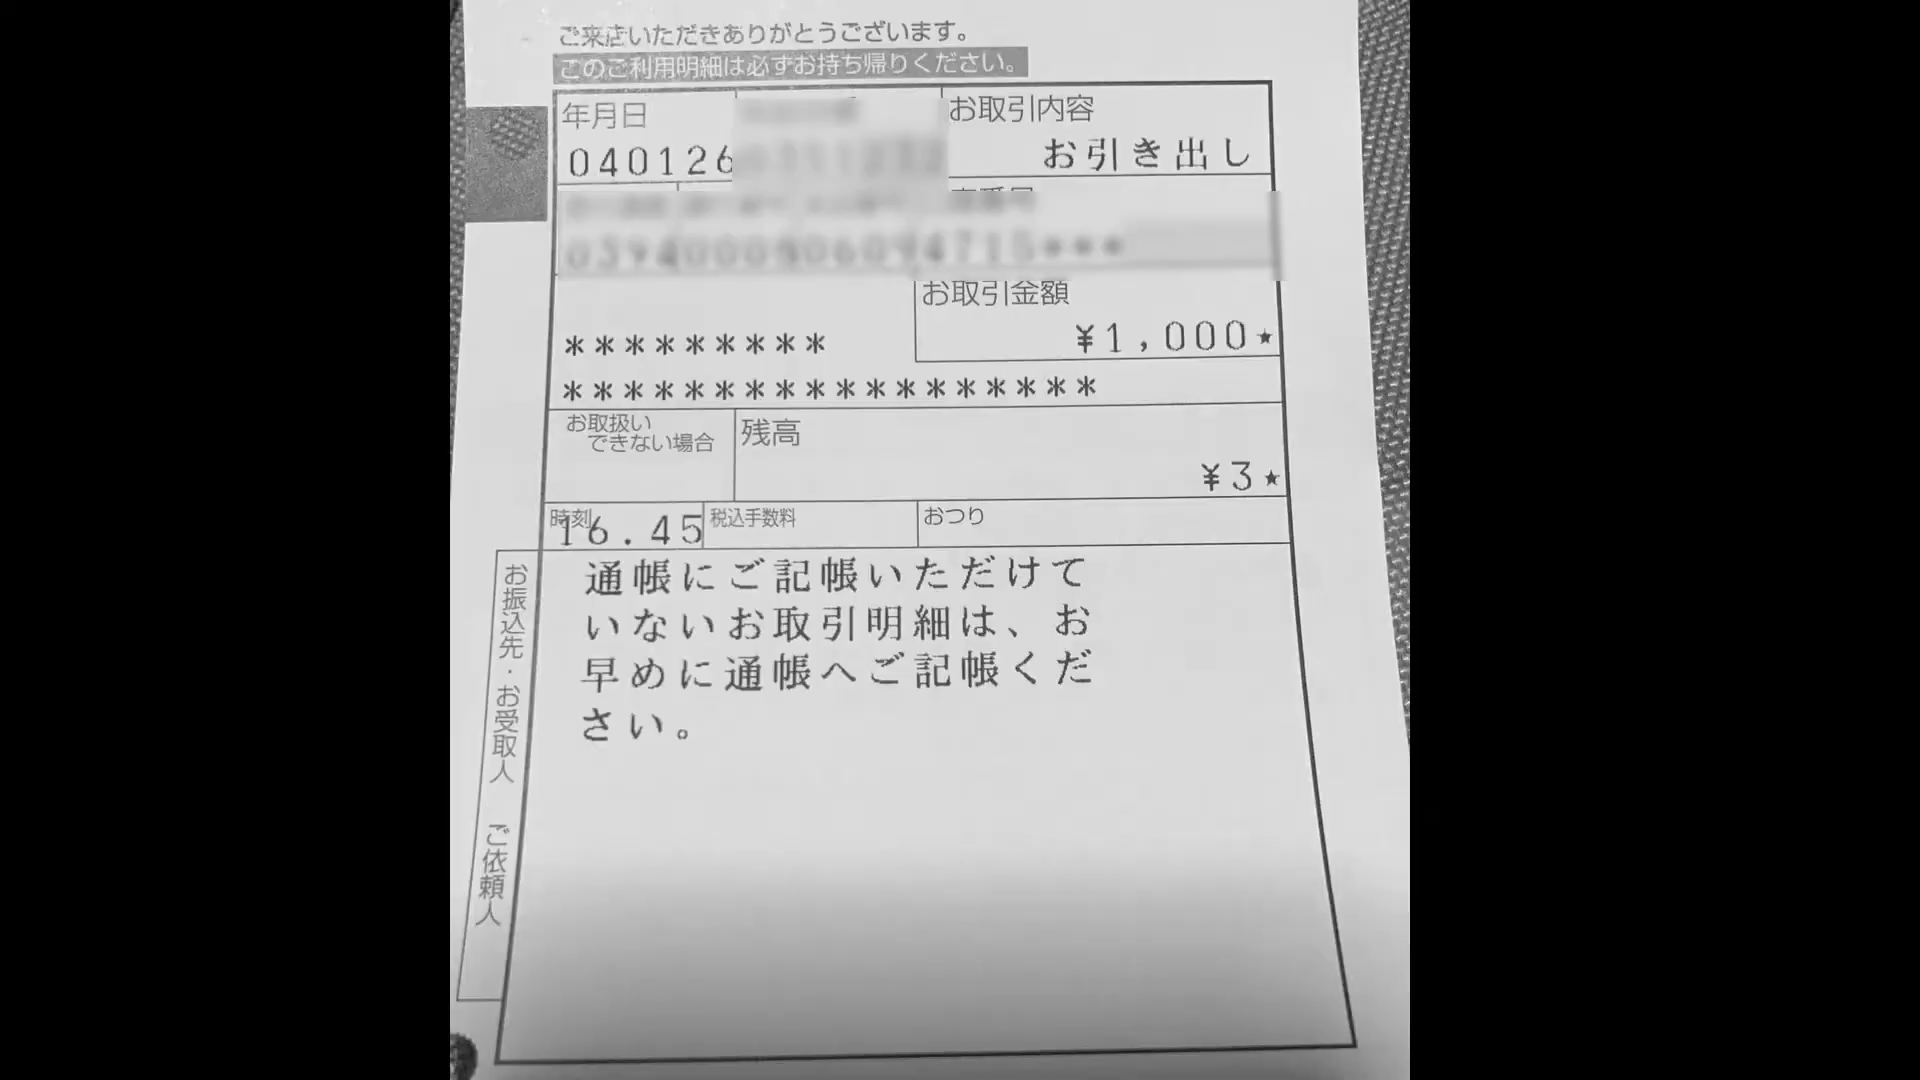 ご来店いただきありがとうございます。
このご利用明細は必ずお持ち帰りください。
年月日
お取引内容
040126
お引き出し
お取引金額
¥1,000★
*********
******************
お取扱い
できない場合
残高
¥3★
時刻
16.45
税込手数料
おつり
通帳にご記帳いただけて
いないお取引明細は、お
早めに通帳へご記帳くだ
さい。
お振込先・お受取人
ご依頼人